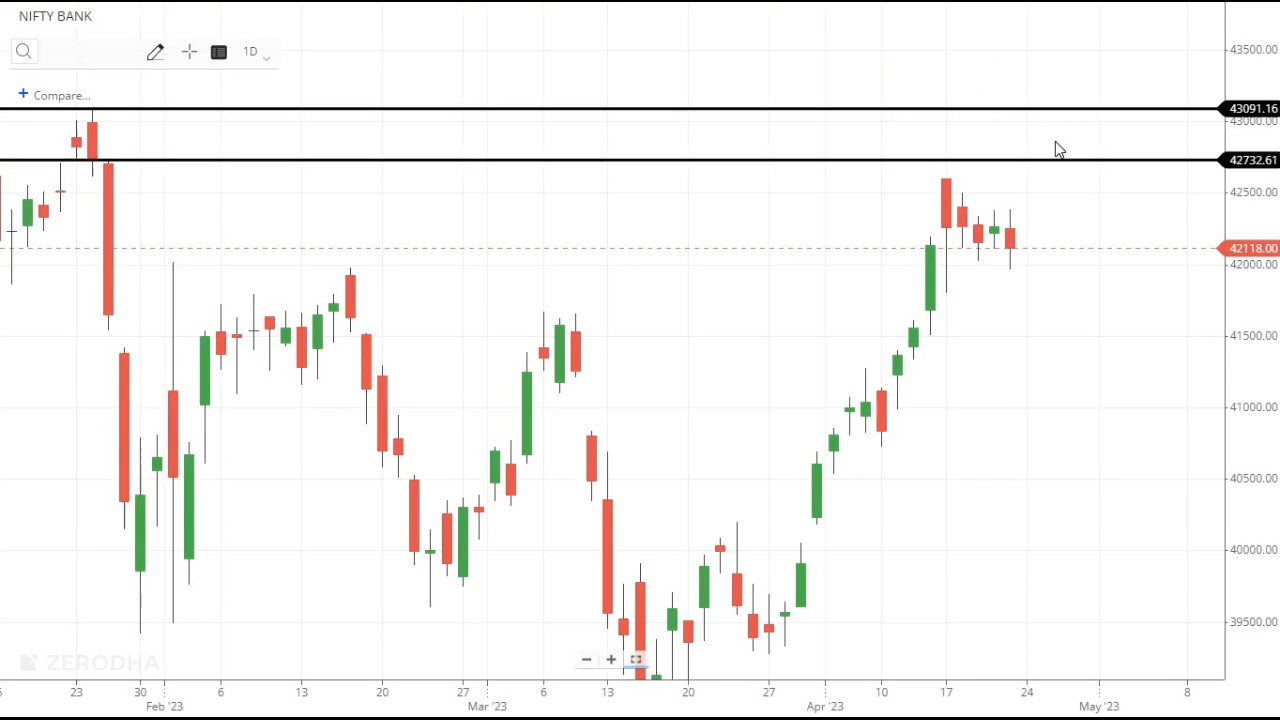 NIFTY BANK
1D
+ Compare...
43500.00
43091.16
43000.00
42732.61
42500.00
42118.00
42000.00
41500.00
41000.00
40500.00
40000.00
39500.00
ZERODHA
23 30 6 13 20 27 6 13 20 27 10 17 24 8
Feb '23 Mar '23 Apr '23 May '23